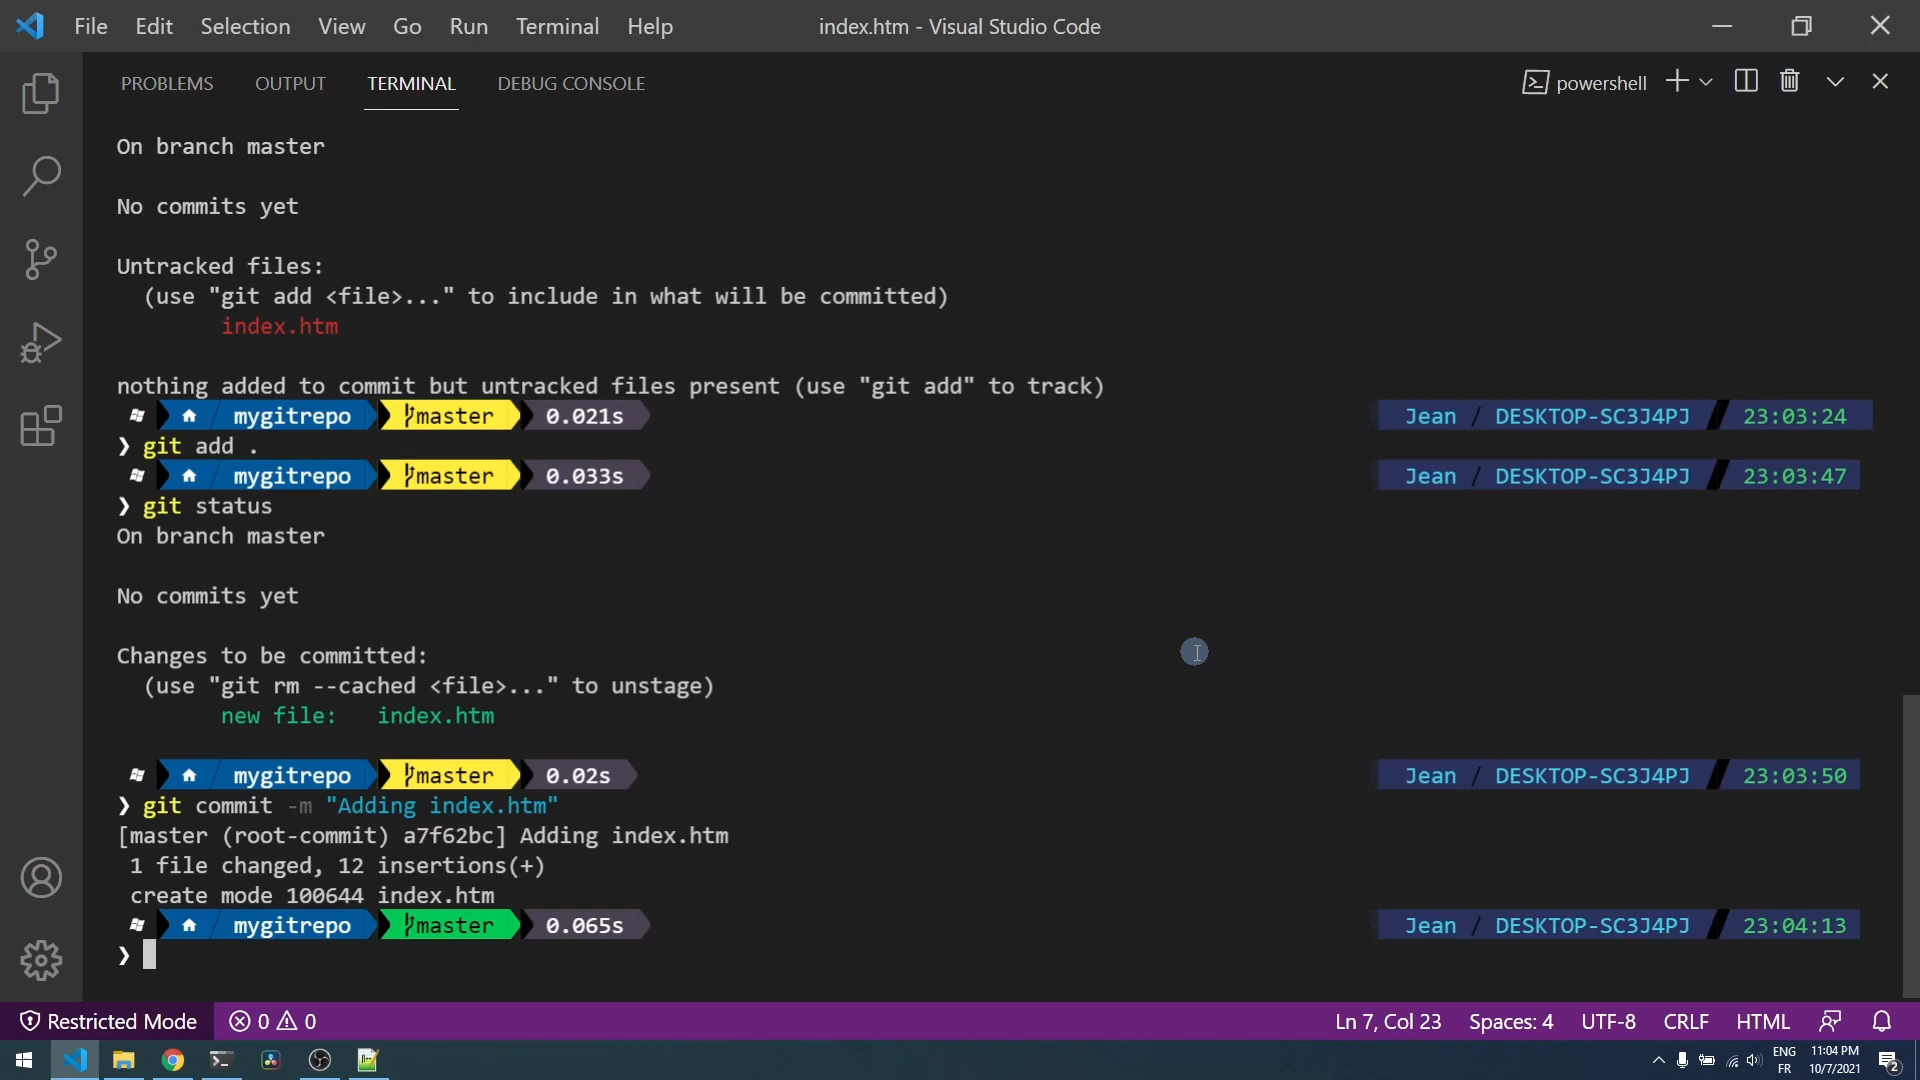 File Edit Selection View Go Run Terminal Help index.htm - Visual Studio Code
PROBLEMS OUTPUT TERMINAL DEBUG CONSOLE powershell
On branch master
No commits yet
Untracked files:
(use "git add <file>..." to include in what will be committed)
index.htm
nothing added to commit but untracked files present (use "git add" to track)
mygitrepo master 0.021s Jean / DESKTOP-SC3J4PJ 23:03:24
❯ git add .
mygitrepo master 0.033s Jean / DESKTOP-SC3J4PJ 23:03:47
❯ git status
On branch master
No commits yet
Changes to be committed:
(use "git rm --cached <file>..." to unstage)
new file: index.htm
mygitrepo master 0.02s Jean / DESKTOP-SC3J4PJ 23:03:50
❯ git commit -m "Adding index.htm"
[master (root-commit) a7f62bc] Adding index.htm
1 file changed, 12 insertions(+)
create mode 100644 index.htm
mygitrepo master 0.065s Jean / DESKTOP-SC3J4PJ 23:04:13
❯
Restricted Mode 0 0 Ln 7, Col 23 Spaces: 4 UTF-8 CRLF HTML
ENG 11:04 PM
FR 10/7/2021 2